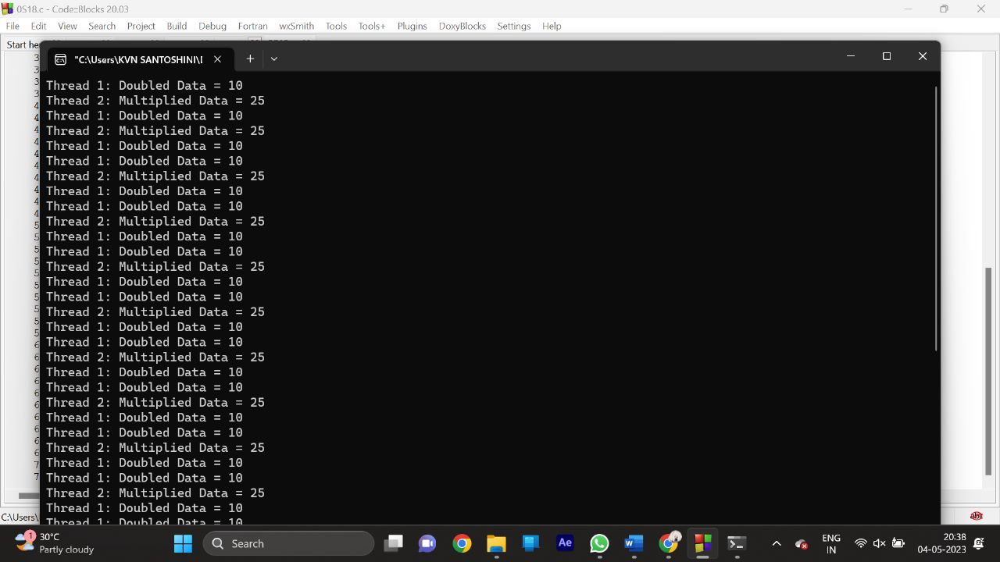 0S18.c - Code::Blocks 20.03
File Edit View Search Project Build Debug Fortran wxSmith Tools Tools+ Plugins DoxyBlocks Settings Help
Start he
"C:\Users\KVN SANTOSHINI\
Thread 1: Doubled Data = 10
Thread 2: Multiplied Data = 25
Thread 1: Doubled Data = 10
Thread 2: Multiplied Data = 25
Thread 1: Doubled Data = 10
Thread 1: Doubled Data = 10
Thread 2: Multiplied Data = 25
Thread 1: Doubled Data = 10
Thread 1: Doubled Data = 10
Thread 2: Multiplied Data = 25
Thread 1: Doubled Data = 10
Thread 1: Doubled Data = 10
Thread 2: Multiplied Data = 25
Thread 1: Doubled Data = 10
Thread 1: Doubled Data = 10
Thread 2: Multiplied Data = 25
Thread 1: Doubled Data = 10
Thread 1: Doubled Data = 10
Thread 2: Multiplied Data = 25
Thread 1: Doubled Data = 10
Thread 1: Doubled Data = 10
Thread 2: Multiplied Data = 25
Thread 1: Doubled Data = 10
Thread 1: Doubled Data = 10
Thread 2: Multiplied Data = 25
Thread 1: Doubled Data = 10
Thread 1: Doubled Data = 10
Thread 2: Multiplied Data = 25
Thread 1: Doubled Data = 10
Thread 1: Doubled Data = 10
C:\Users\
abc
1
30°C
Partly cloudy
Search
Ae
ENG
IN
20:38
04-05-2023